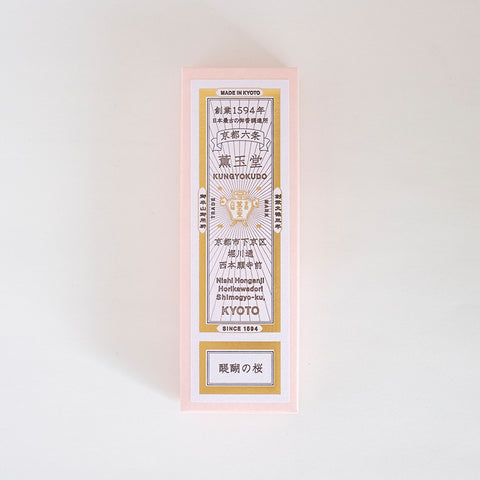 MADE IN KYOTO
創業1594年
日本最古の御香調進所
京都六条
薫玉堂
KUNGYOKUDO
TRADE
MARK
京都市下京区
堀川通
西本願寺前
Nishi Honganji
Horikawadori
Shimogyo-ku,
KYOTO
SINCE 1594
醍醐の桜